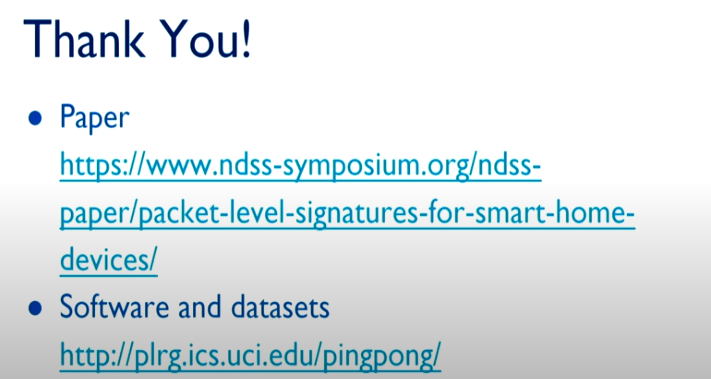 Thank You!
● Paper
https://www.ndss-symposium.org/ndss-
paper/packet-level-signatures-for-smart-home-
devices/
● Software and datasets
http://plrg.ics.uci.edu/pingpong/